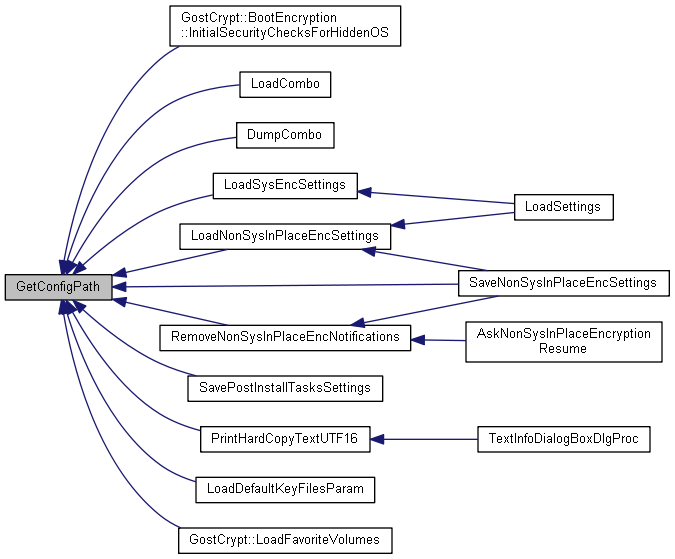 GostCrypt::BootEncryption
::InitialSecurityChecksForHiddenOS
LoadCombo
DumpCombo
LoadSysEncSettings
LoadSettings
LoadNonSysInPlaceEncSettings
GetConfigPath
SaveNonSysInPlaceEncSettings
RemoveNonSysInPlaceEncNotifications
AskNonSysInPlaceEncryption
Resume
SavePostInstallTasksSettings
PrintHardCopyTextUTF16
TextInfoDialogBoxDlgProc
LoadDefaultKeyFilesParam
GostCrypt::LoadFavoriteVolumes